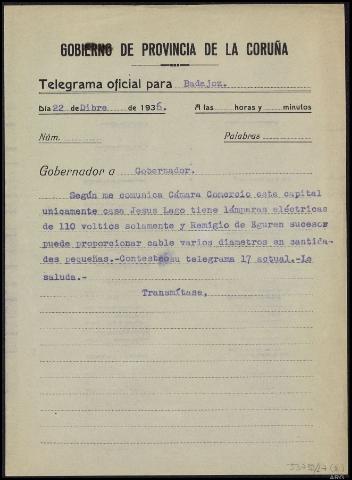 GOBIERNO DE PROVINCIA DE LA CORUÑA
Telegrama oficial para Badajoz.
Día 22 de Dibre de 1936. A las horas y minutos
Núm. Palabras
Gobernador a Gobernador.
Según me comunica Cámara Comercio esta capital
unicamente casa Jesus Lago tiene lámparas eléctricas
de 110 voltios solamente y Remigio de Eguren sucesor
puede proporcionar cable varios diametros en cantida-
des pequeñas.-Contesto su telegrama 17 actual.-Le
saluda.-
Transmítase,